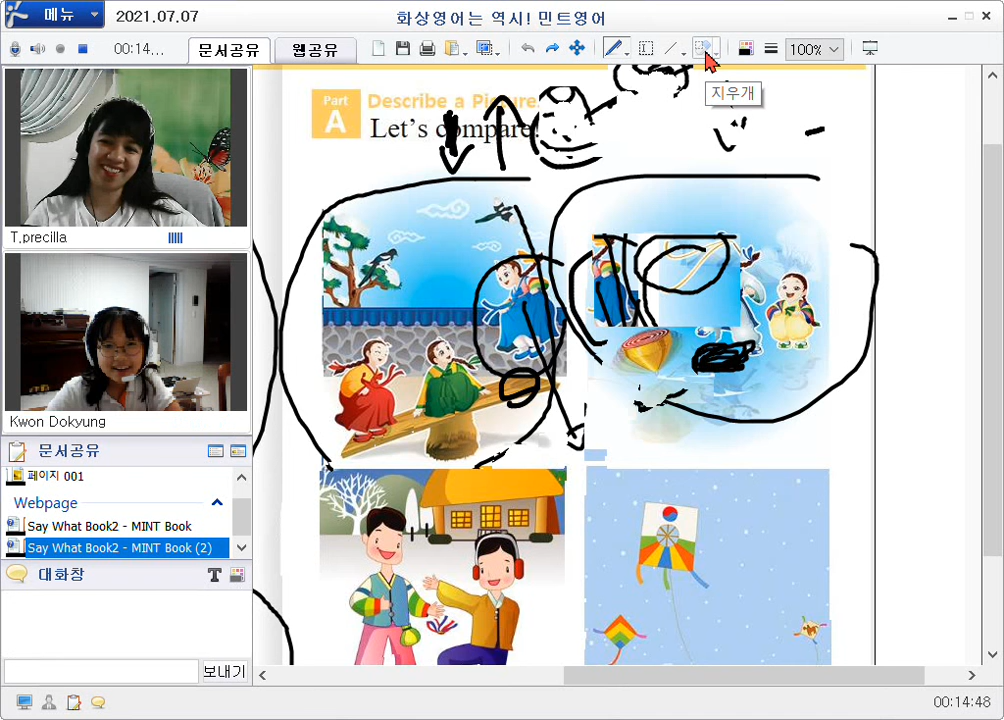 메뉴 2021.07.07 화상영어는 역시! 민트영어
00:14... 문서공유 웹공유 100%
지우개
Part A Describe a Picture.
Let's compare!
T.precilla
Kwon Dokyung
문서공유
페이지 001
Webpage
Say What Book2 - MINT Book
Say What Book2 - MINT Book (2)
대화창 T
보내기
00:14:48